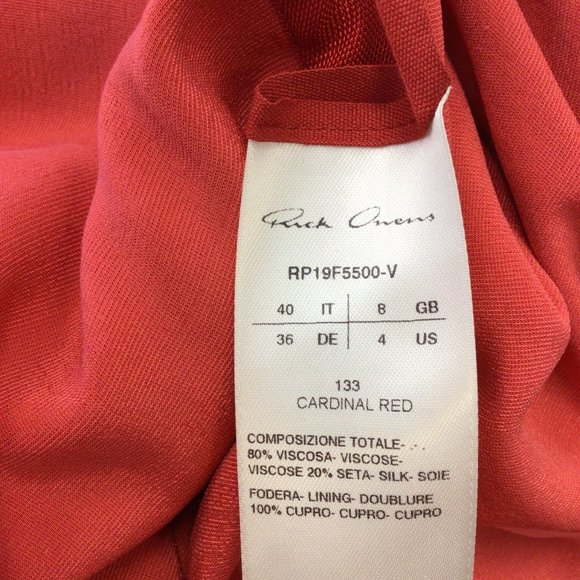 Rick Owens
RP19F5500-V
40 IT 8 GB
36 DE 4 US
133
CARDINAL RED
COMPOSIZIONE TOTALE-
80% VISCOSA- VISCOSE-
VISCOSE 20% SETA- SILK- SOIE
FODERA- LINING- DOUBLURE
100% CUPRO- CUPRO- CUPRO